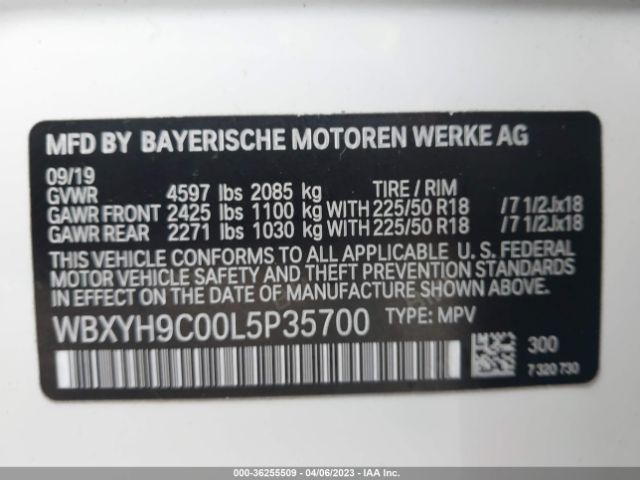 MFD BY BAYERISCHE MOTOREN WERKE AG
09/19
GVWR 4597 lbs 2085 kg TIRE / RIM
GAWR FRONT 2425 lbs 1100 kg WITH 225/50 R18 /7 1/2Jx18
GAWR REAR 2271 lbs 1030 kg WITH 225/50 R18 /7 1/2Jx18
THIS VEHICLE CONFORMS TO ALL APPLICABLE U. S. FEDERAL
MOTOR VEHICLE SAFETY AND THEFT PREVENTION
STANDARDS IN EFFECT ON THE DATE OF MANUFACTURE SHOWN ABOVE.
WBXYH9C00L5P35700 TYPE: MPV
300
7 320 730
000-36255509 - 04/06/2023 - IAAI.COM